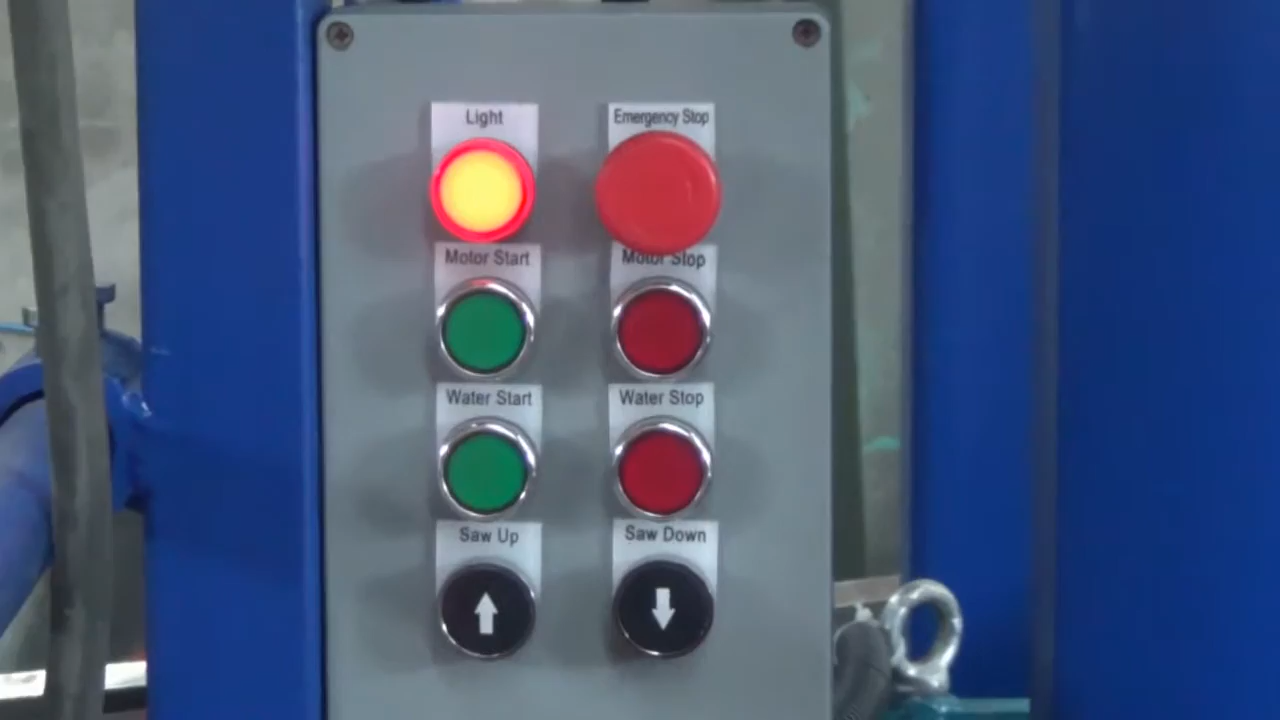 Light
Emergency Stop
Motor Start
Motor Stop
Water Start
Water Stop
Saw Up
Saw Down